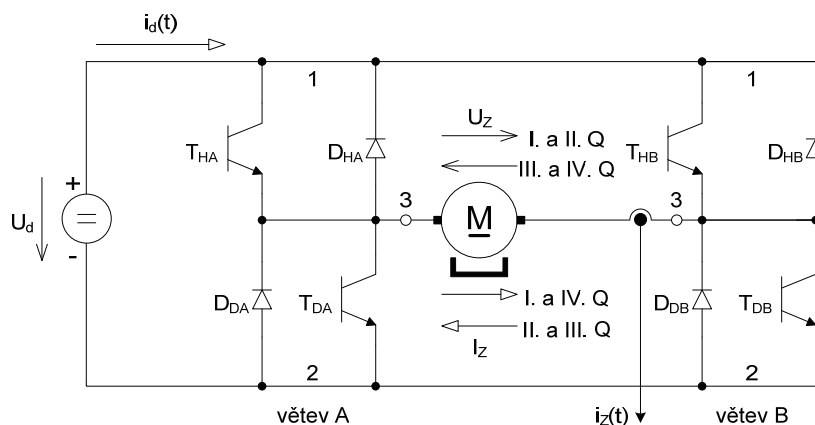 i_d(t)
1
1
U_Z
I. a II. Q
III. a IV. Q
T_HA
D_HA
T_HB
D_HB
+
=
-
U_d
3
M
3
D_DA
T_DA
I. a IV. Q
II. a III. Q
I_Z
D_DB
T_DB
2
2
větev A
i_Z(t)
větev B